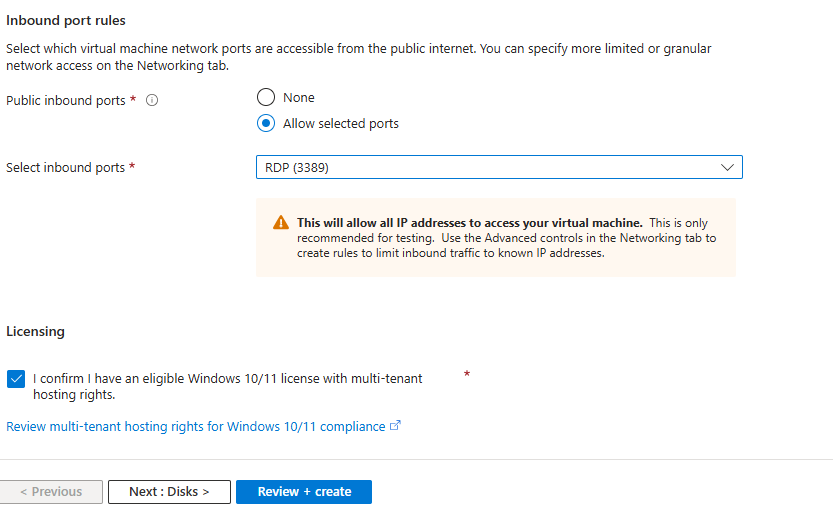 Inbound port rules
Select which virtual machine network ports are accessible from the public internet. You can specify more limited or granular
network access on the Networking tab.
Public inbound ports *
None
Allow selected ports
Select inbound ports *
RDP (3389)
This will allow all IP addresses to access your virtual machine. This is only
recommended for testing. Use the Advanced controls in the Networking tab to
create rules to limit inbound traffic to known IP addresses.
Licensing
I confirm I have an eligible Windows 10/11 license with multi-tenant *
hosting rights.
Review multi-tenant hosting rights for Windows 10/11 compliance
< Previous
Next : Disks >
Review + create